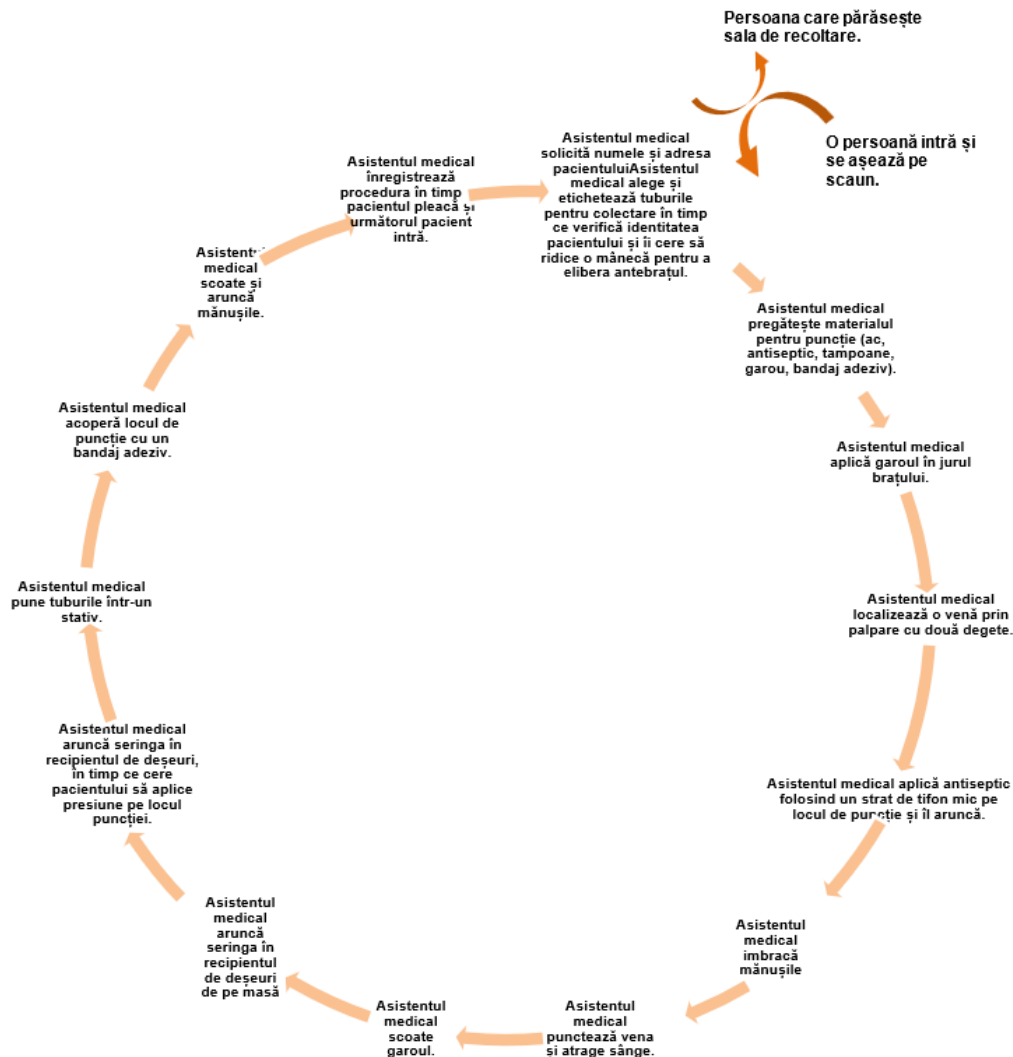 Persoana care părăsește
sala de recoltare.
O persoană intră și
se așează pe
scaun.
Asistentul medical
solicită numele și adresa
pacientuluiAsistentul
medical alege și
etichetează tuburile
pentru colectare în timp
ce verifică identitatea
pacientului și îi cere să
ridice o mânecă pentru a
elibera antebrațul.
Asistentul medical
pregătește materialul
pentru puncție (ac,
antiseptic, tampoane,
garou, bandaj adeziv).
Asistentul medical
aplică garoul în jurul
brațului.
Asistentul medical
localizează o venă prin
palpare cu două degete.
Asistentul medical aplică antiseptic
folosind un strat de tifon mic pe
locul de puncție și îl aruncă.
Asistentul
medical
imbracă
mănușile
Asistentul
medical
punctează vena
și atrage sânge.
Asistentul
medical
scoate
garoul.
Asistentul
medical
aruncă
seringa în
recipientul
de deșeuri
de pe masă
Asistentul medical
aruncă seringa în
recipientul de deșeuri,
în timp ce cere
pacientului să aplice
presiune pe locul
puncției.
Asistentul medical
pune tuburile într-un
stativ.
Asistentul medical
acoperă locul de
puncție cu un
bandaj adeziv.
Asistentul
medical
scoate și
aruncă
mănușile.
Asistentul medical
înregistrează
procedura în timp
pacientul pleacă și
următorul pacient
intră.